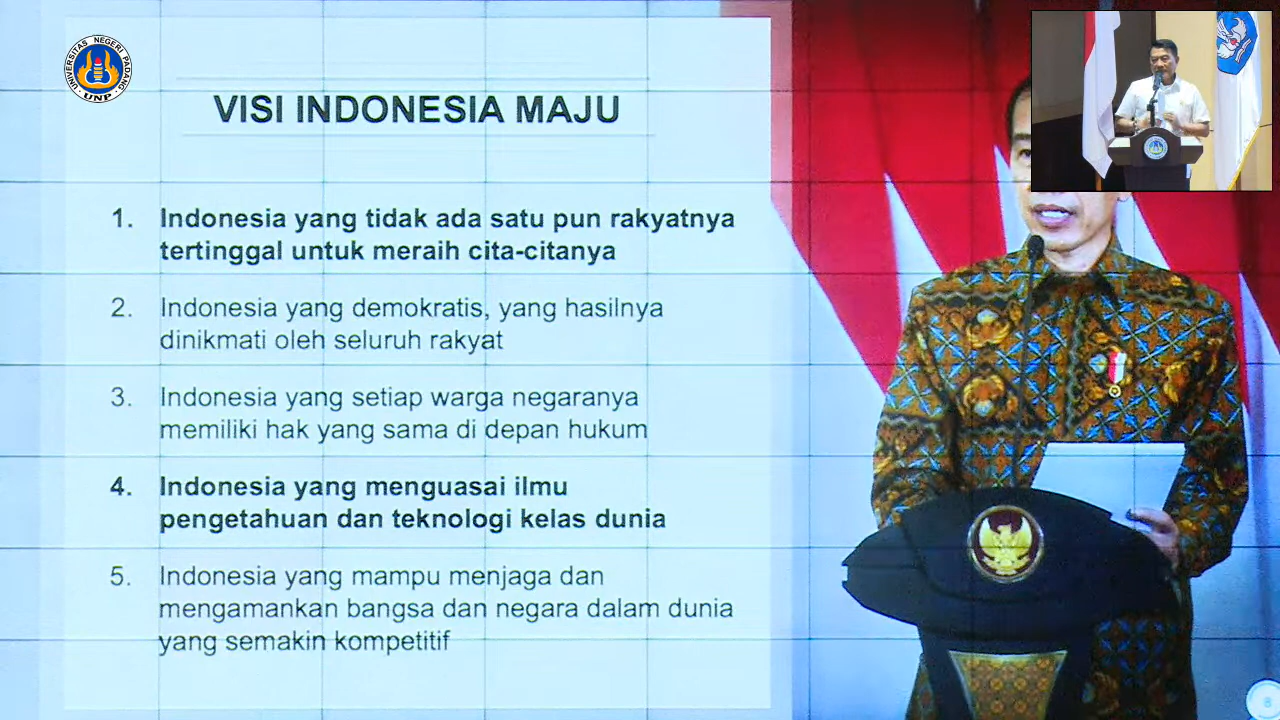 UNIVERSITAS NEGERI PADANG
UNP
VISI INDONESIA MAJU
1. Indonesia yang tidak ada satu pun rakyatnya
tertinggal untuk meraih cita-citanya
2. Indonesia yang demokratis, yang hasilnya
dinikmati oleh seluruh rakyat
3. Indonesia yang setiap warga negaranya
memiliki hak yang sama di depan hukum
4. Indonesia yang menguasai ilmu
pengetahuan dan teknologi kelas dunia
5. Indonesia yang mampu menjaga dan
mengamankan bangsa dan negara dalam dunia
yang semakin kompetitif
8